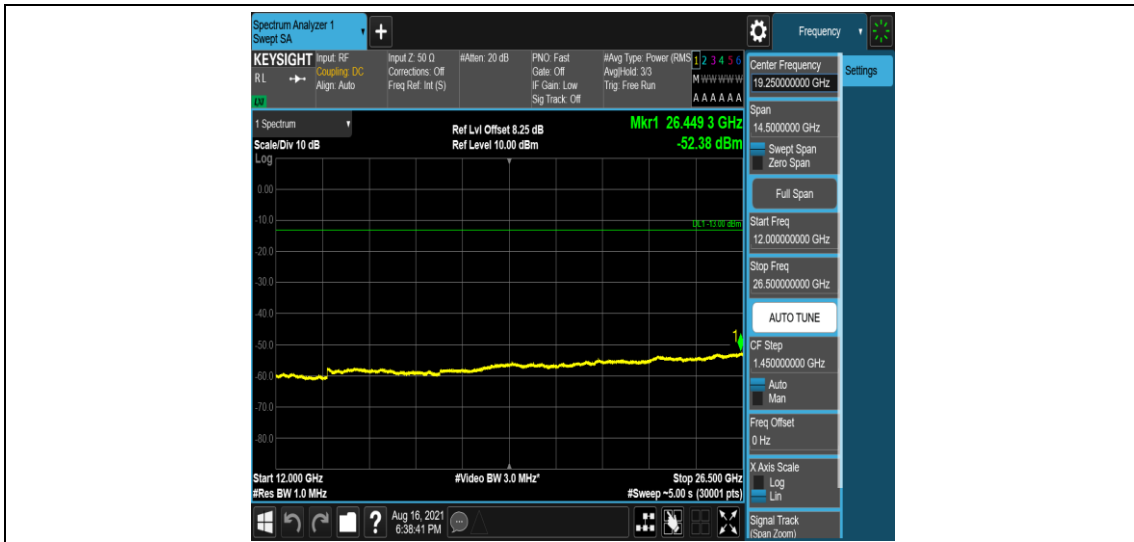 Spectrum Analyzer 1
Swept SA
Frequency
KEYSIGHT
RL
LM
Input: RF
Coupling: DC
Align: Auto
Input Z: 50 Ω
Corrections: Off
Freq Ref: Int (S)
#Atten: 20 dB
PNO: Fast
Gate: Off
IF Gain: Low
Sig Track: Off
#Avg Type: Power (RMS
Avg|Hold: 3/3
Trig: Free Run
1 2 3 4 5 6
M W W W W W
A A A A A A
1 Spectrum
Scale/Div 10 dB
Ref Lvl Offset 8.25 dB
Ref Level 10.00 dBm
Mkr1 26.449 3 GHz
-52.38 dBm
Log
0.00
-10.0
DL1 -13.00 dBm
-20.0
-30.0
-40.0
1
-50.0
-60.0
-70.0
-80.0
Start 12.000 GHz
#Res BW 1.0 MHz
#Video BW 3.0 MHz*
Stop 26.500 GHz
#Sweep ~5.00 s (30001 pts)
Aug 16, 2021
6:38:41 PM
?
Center Frequency
19.250000000 GHz
Settings
Span
14.5000000 GHz
Swept Span
Zero Span
Full Span
Start Freq
12.000000000 GHz
Stop Freq
26.500000000 GHz
AUTO TUNE
CF Step
1.450000000 GHz
Auto
Man
Freq Offset
0 Hz
X Axis Scale
Log
Lin
Signal Track
(Span Zoom)